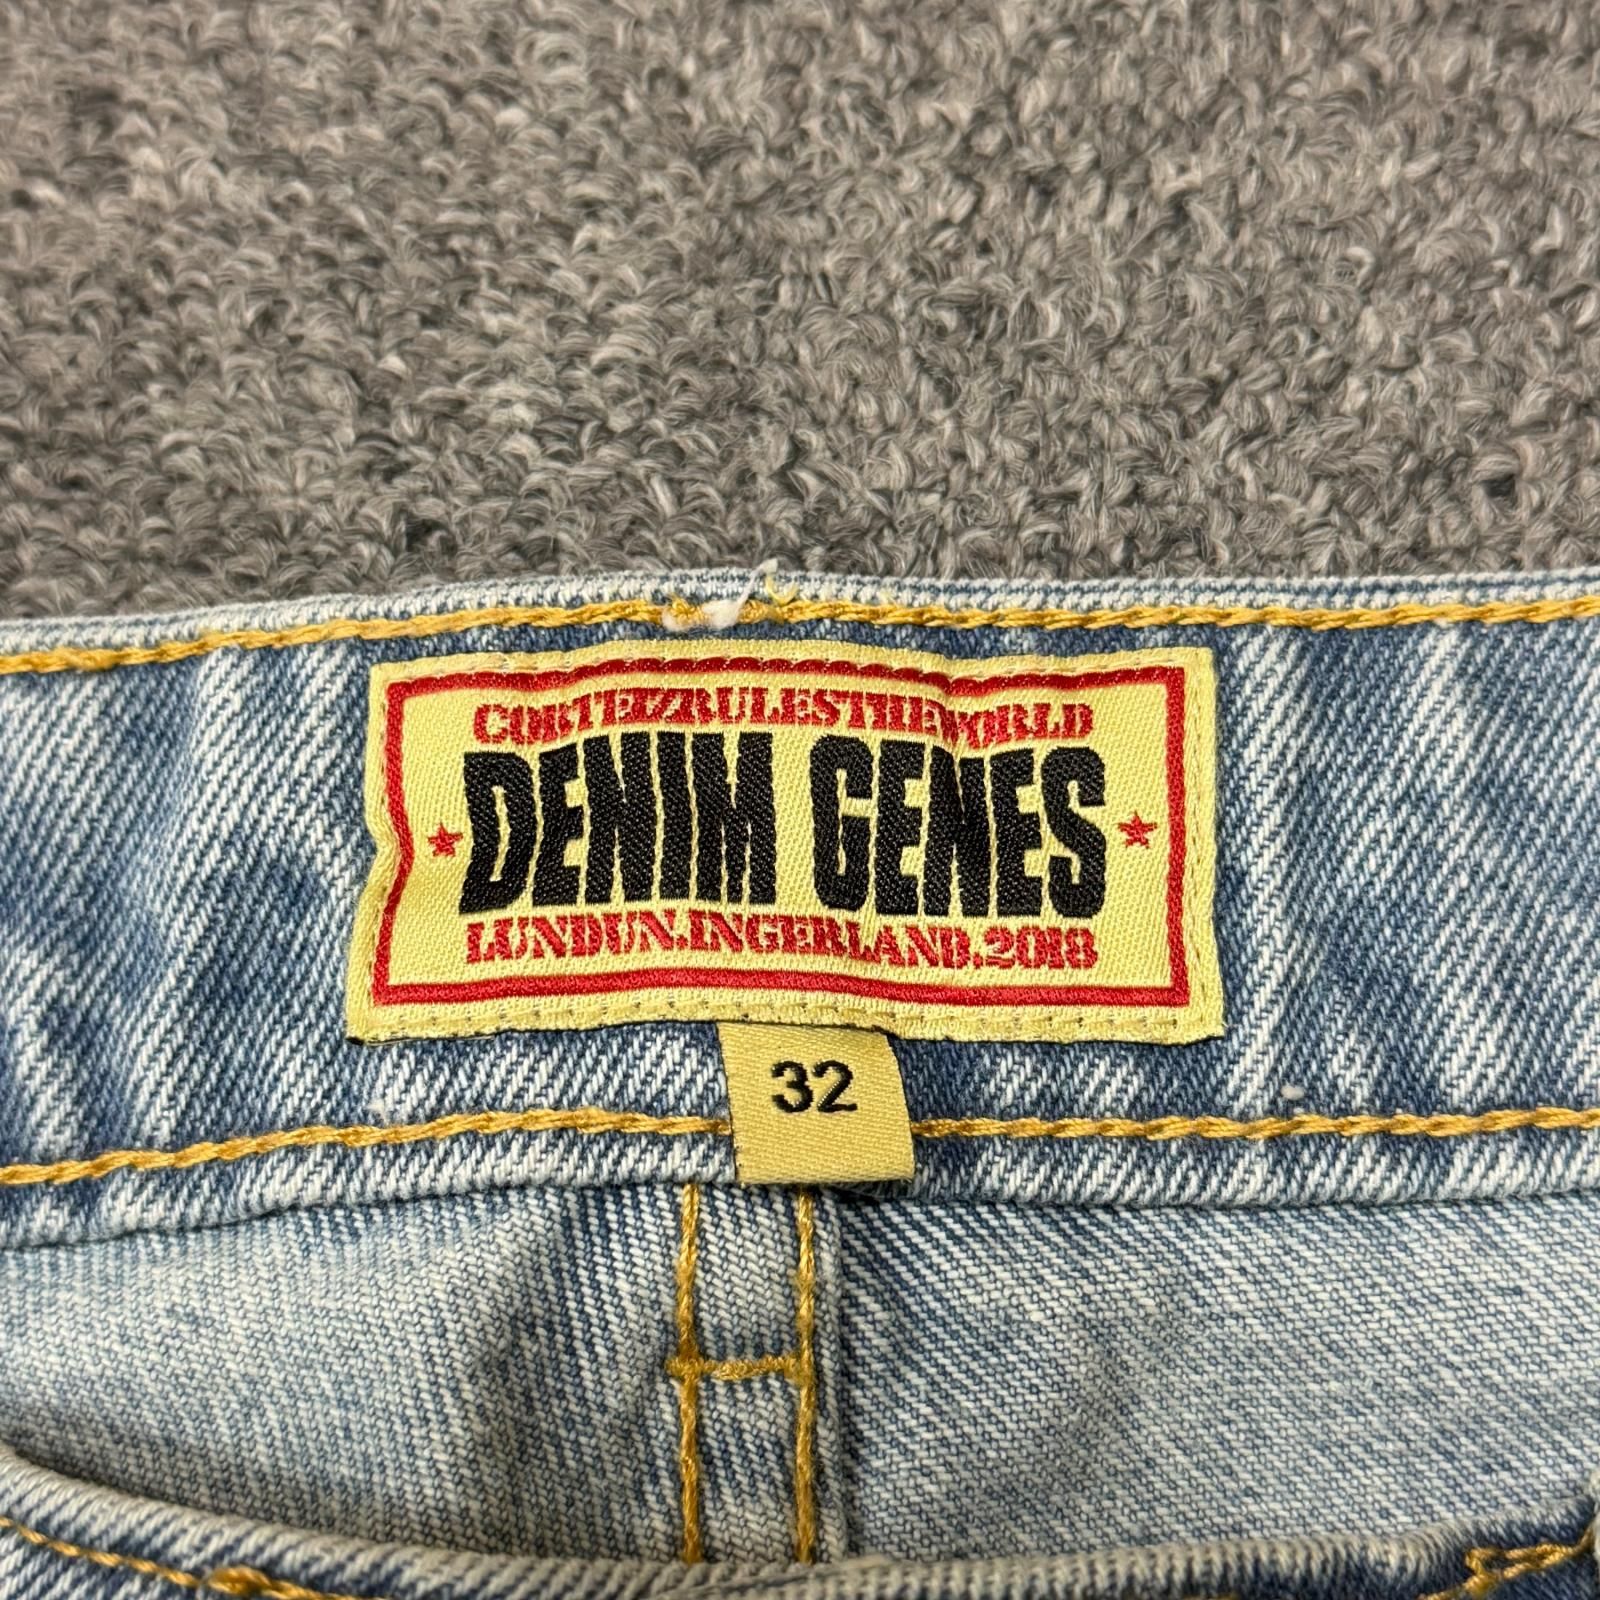 CORTEIZRULESTHEWORLD
DENIM GENES
LUNDUN.INGERLAND.2018
32